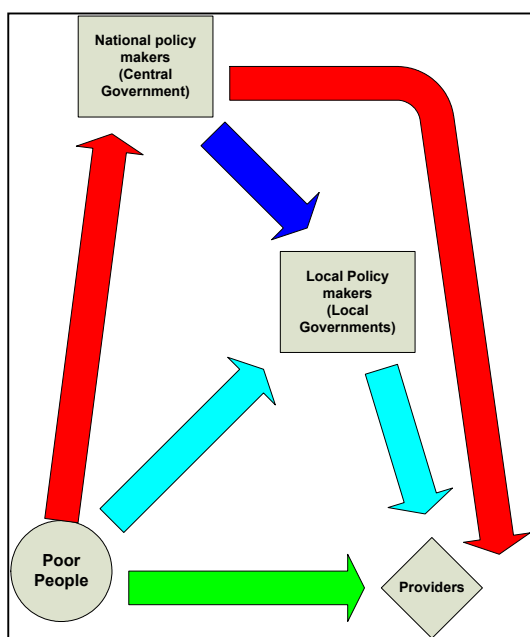 National policy
makers
(Central
Government)
Local Policy
makers
(Local
Governments)
Poor
People
Providers